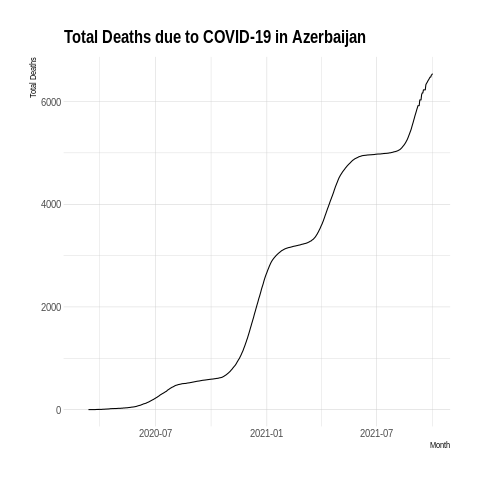 Total Deaths due to COVID-19 in Azerbaijan
Total Deaths
6000
4000
2000
0
2020-07 2021-01 2021-07
Month